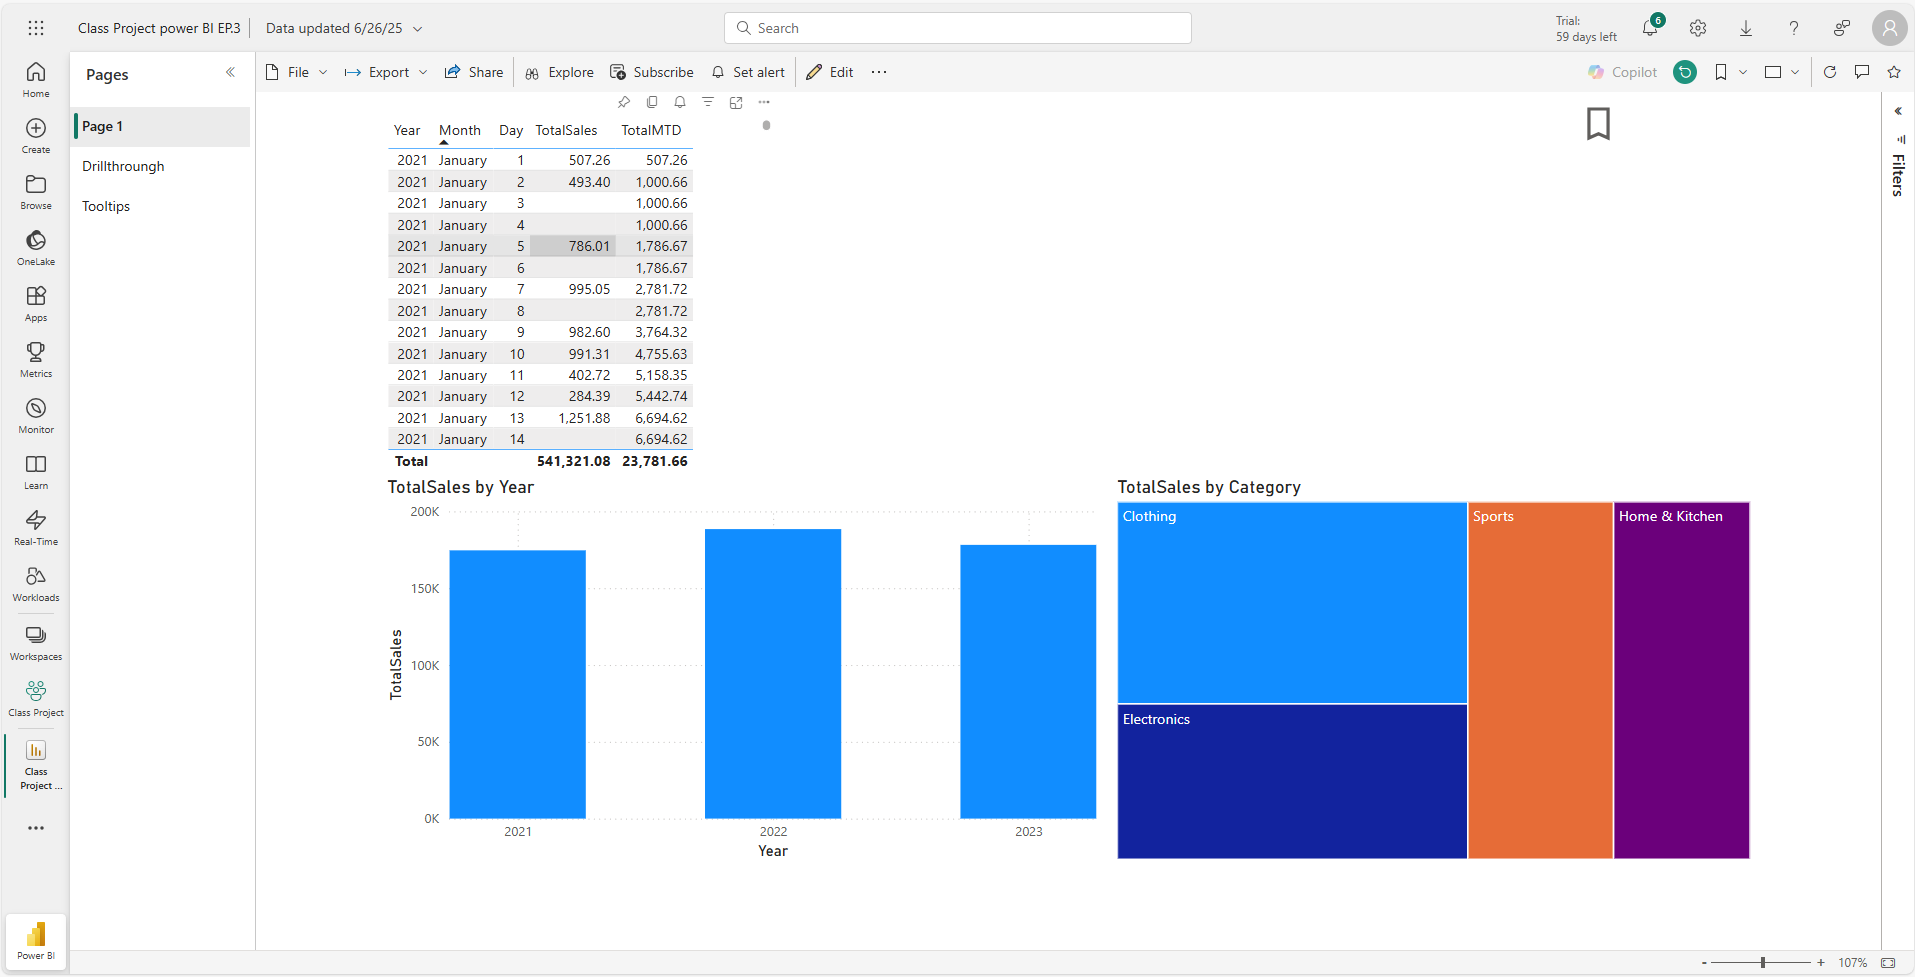 Class Project power BI EP.3
Data updated 6/26/25
Search
Trial:
59 days left
6
Home
Create
Browse
OneLake
Apps
Metrics
Monitor
Learn
Real-Time
Workloads
Workspaces
Class Project
Class
Project ...
Power BI
Pages
Page 1
Drillthrourgh
Tooltips
File
Export
Share
Explore
Subscribe
Set alert
Edit
Copilot
Year Month Day TotalSales TotalMTD
2021 January 1 507.26 507.26
2021 January 2 493.40 1,000.66
2021 January 3 1,000.66
2021 January 4 1,000.66
2021 January 5 786.01 1,786.67
2021 January 6 1,786.67
2021 January 7 995.05 2,781.72
2021 January 8 2,781.72
2021 January 9 982.60 3,764.32
2021 January 10 991.31 4,755.63
2021 January 11 402.72 5,158.35
2021 January 12 284.39 5,442.74
2021 January 13 1,251.88 6,694.62
2021 January 14 6,694.62
Total 541,321.08 23,781.66
TotalSales by Year
200K
150K
100K
50K
0K
TotalSales
2021 2022 2023
Year
TotalSales by Category
Clothing
Electronics
Sports
Home & Kitchen
Filters
- + 107%